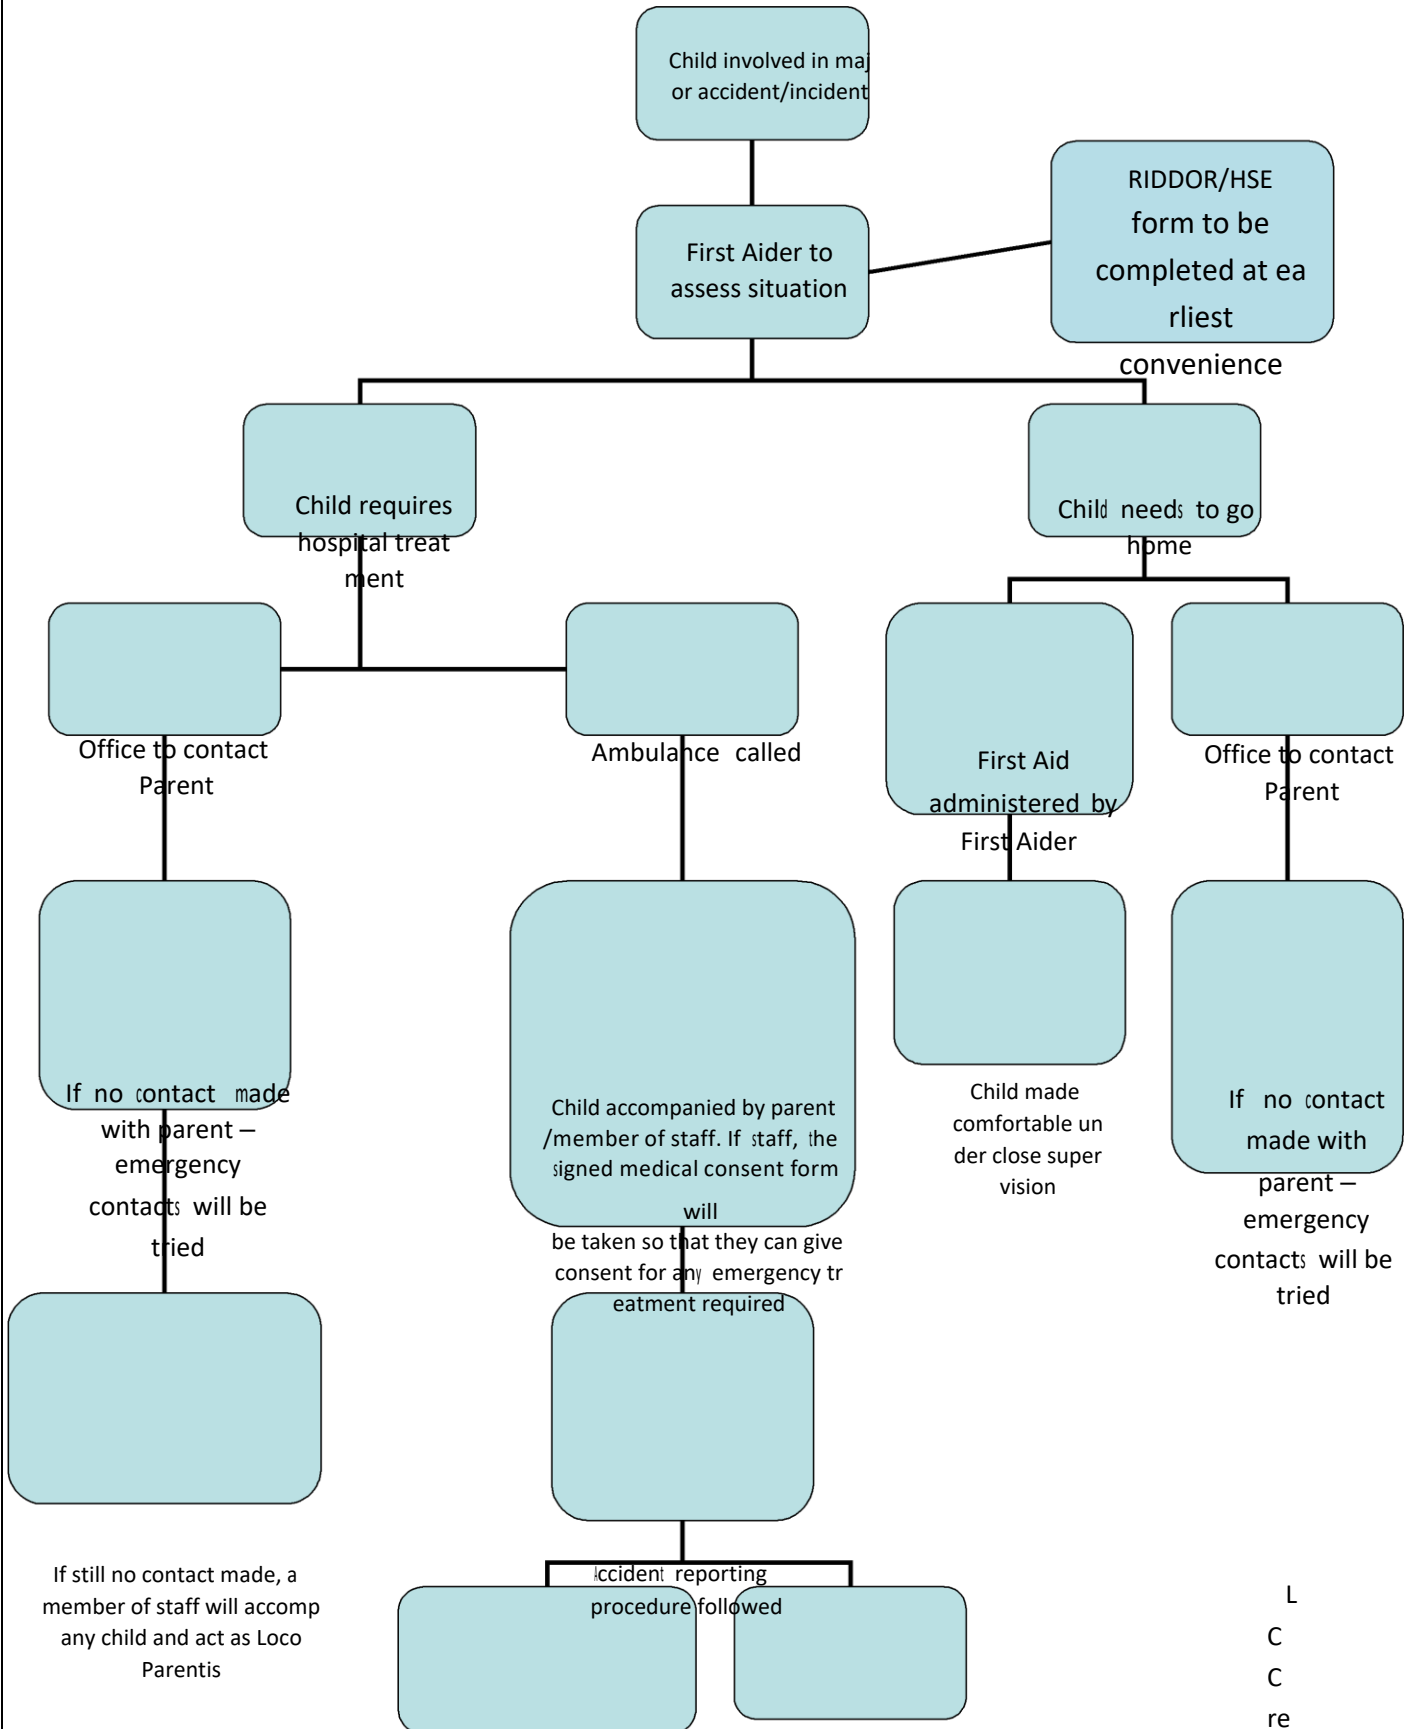 Child involved in maj
or accident/incident
RIDDOR/HSE
form to be
completed at ea
rliest
convenience
First Aider to
assess situation
Child requires
hospital treat
ment
Child needs to go
home
Office to contact
Parent
Ambulance called
First Aid
administered by
First Aider
Office to contact
Parent
If no contact made
with parent –
emergency
contacts will be
tried
Child accompanied by parent
/member of staff. If staff, the
signed medical consent form
will
be taken so that they can give
consent for any emergency tr
eatment required
Child made
comfortable un
der close super
vision
If no contact
made with
parent –
emergency
contacts will be
tried
If still no contact made, a
member of staff will accomp
any child and act as Loco
Parentis
Accident reporting
procedure followed
L
C
C
re